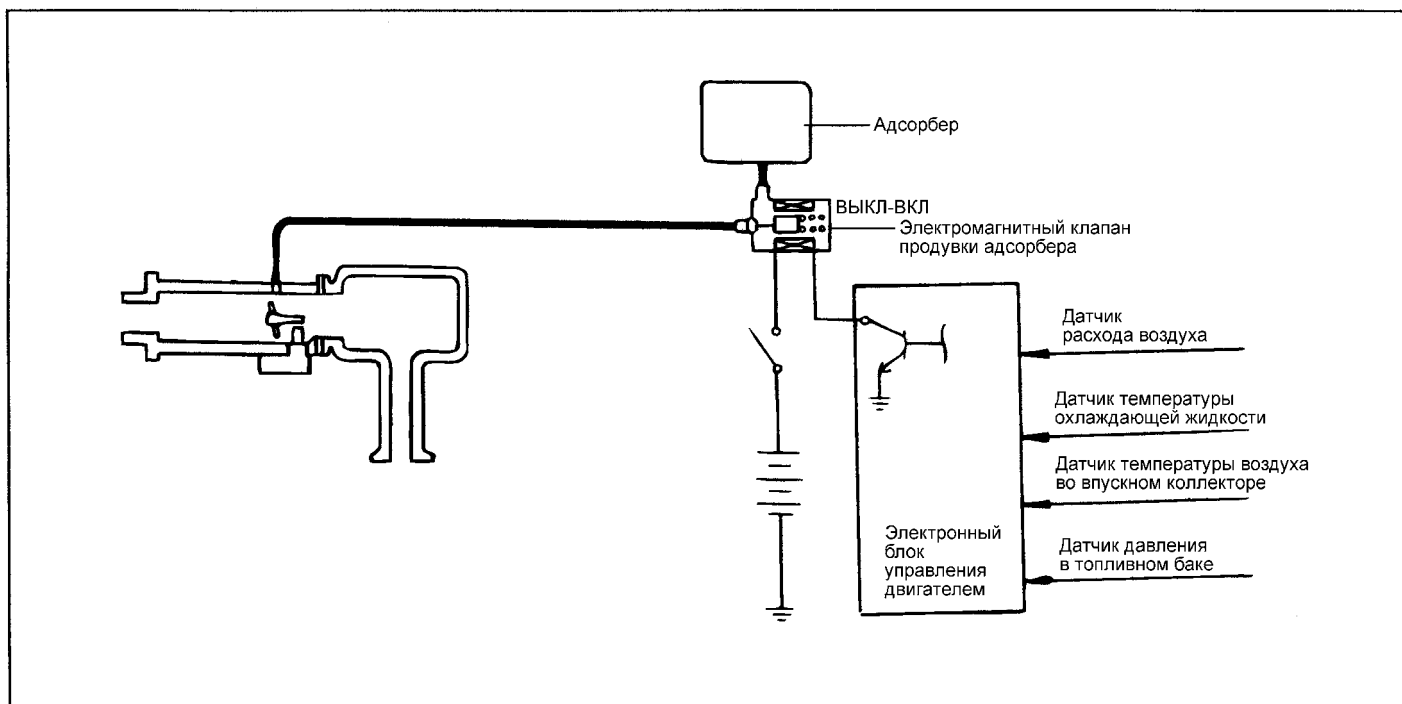 Адсорбер
ВЫКЛ-ВКЛ
Электромагнитный клапан
продувки адсорбера
Датчик
расхода воздуха
Датчик температуры
охлаждающей жидкости
Датчик температуры воздуха
во впускном коллекторе
Датчик давления
в топливном баке
Электронный
блок
управления
двигателем